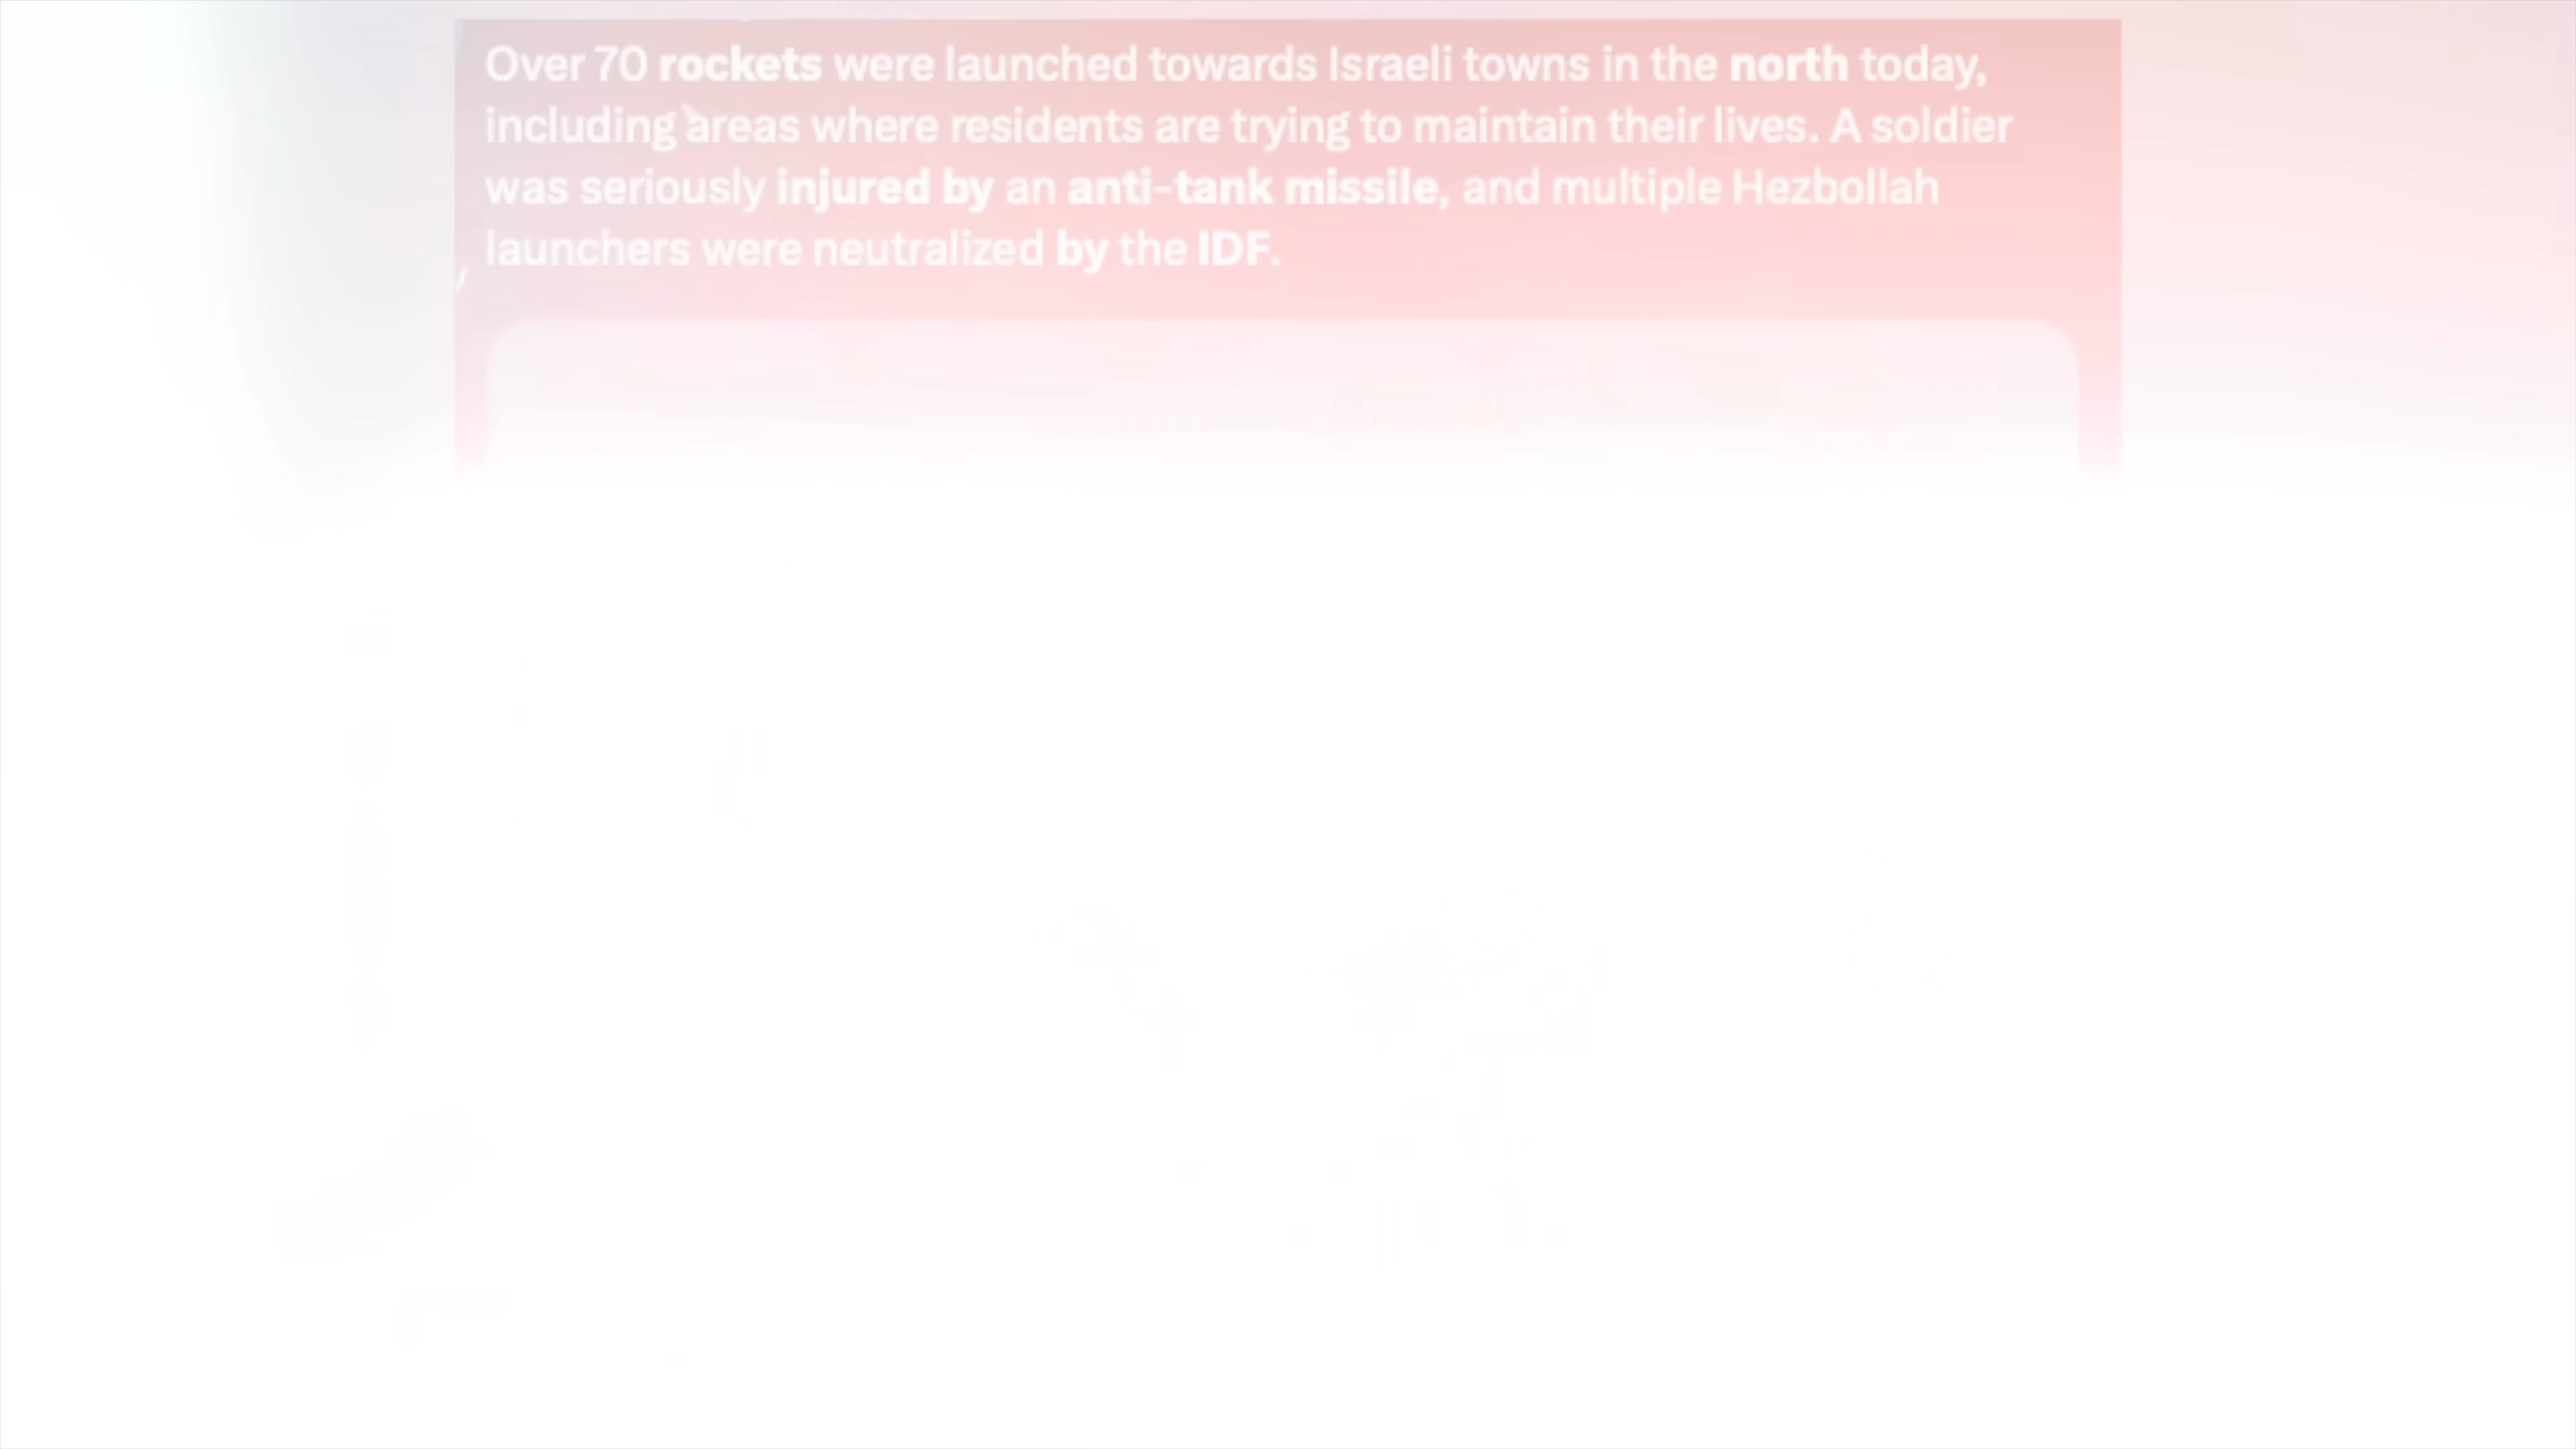 Over 70 rockets were launched towards Israeli towns in the north today,
including areas where residents are trying to maintain their lives. A soldier
was seriously injured by an anti-tank missile, and multiple Hezbollah
launchers were neutralized by the IDF.